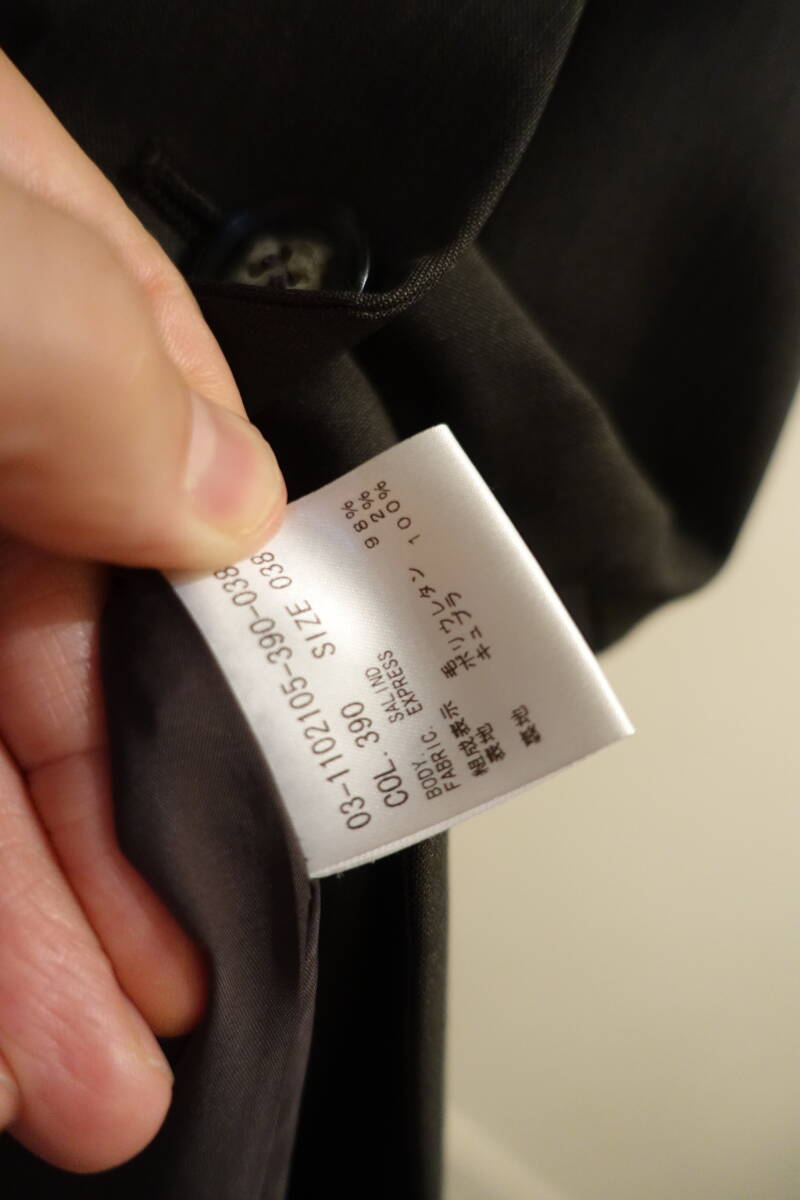 03-1102105-390-038
COL. 390 SIZE 038
BODY. SALIND
FABRIC. EXPRESS
組成表示
表地 毛 98%
ポリウレタン 2%
裏地 キュプラ 100%